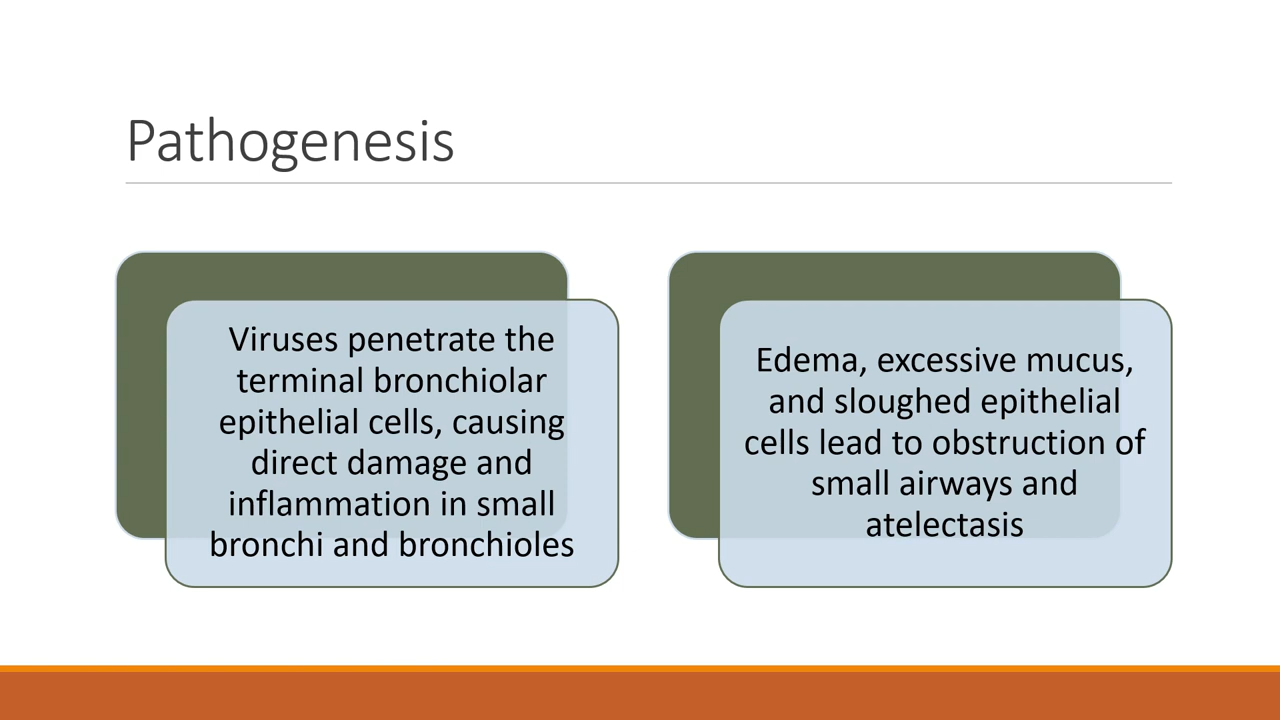 Pathogenesis
Viruses penetrate the
terminal bronchiolar
epithelial cells, causing
direct damage and
inflammation in small
bronchi and bronchioles
Edema, excessive mucus,
and sloughed epithelial
cells lead to obstruction of
small airways and
atelectasis